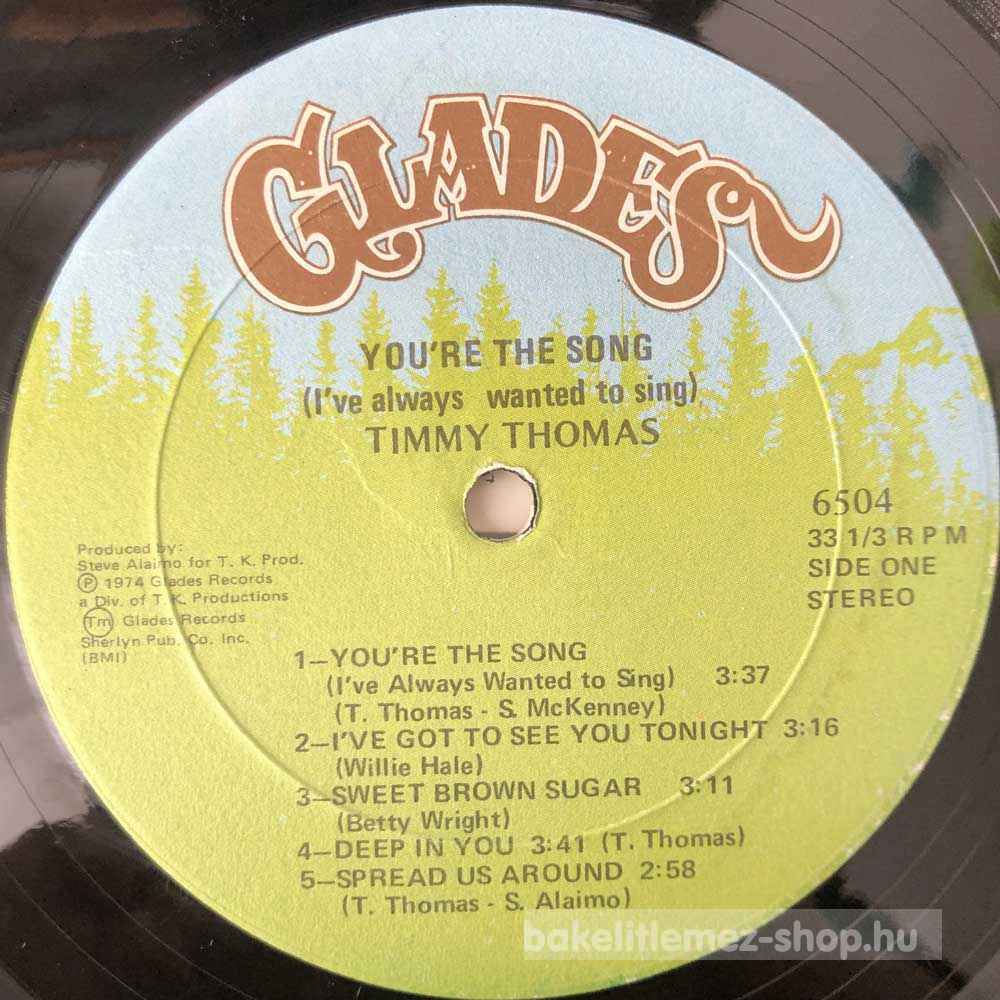 GLADES
YOU'RE THE SONG
(I've always wanted to sing)
TIMMY THOMAS
6504
33 1/3 R P M
SIDE ONE
STEREO
Produced by:
Steve Alaimo for T. K. Prod.
Ⓟ 1974 Glades Records
a Div. of T. K. Productions
Tm Glades Records
Sherlyn Pub. Co. Inc.
(BMI)
1—YOU'RE THE SONG
(I've Always Wanted to Sing) 3:37
(T. Thomas - S. McKenney)
2—I'VE GOT TO SEE YOU TONIGHT 3:16
(Willie Hale)
3—SWEET BROWN SUGAR 3:11
(Betty Wright)
4—DEEP IN YOU 3:41 (T. Thomas)
5—SPREAD US AROUND 2:58
(T. Thomas - S. Alaimo)
bakelitlemez-shop.hu